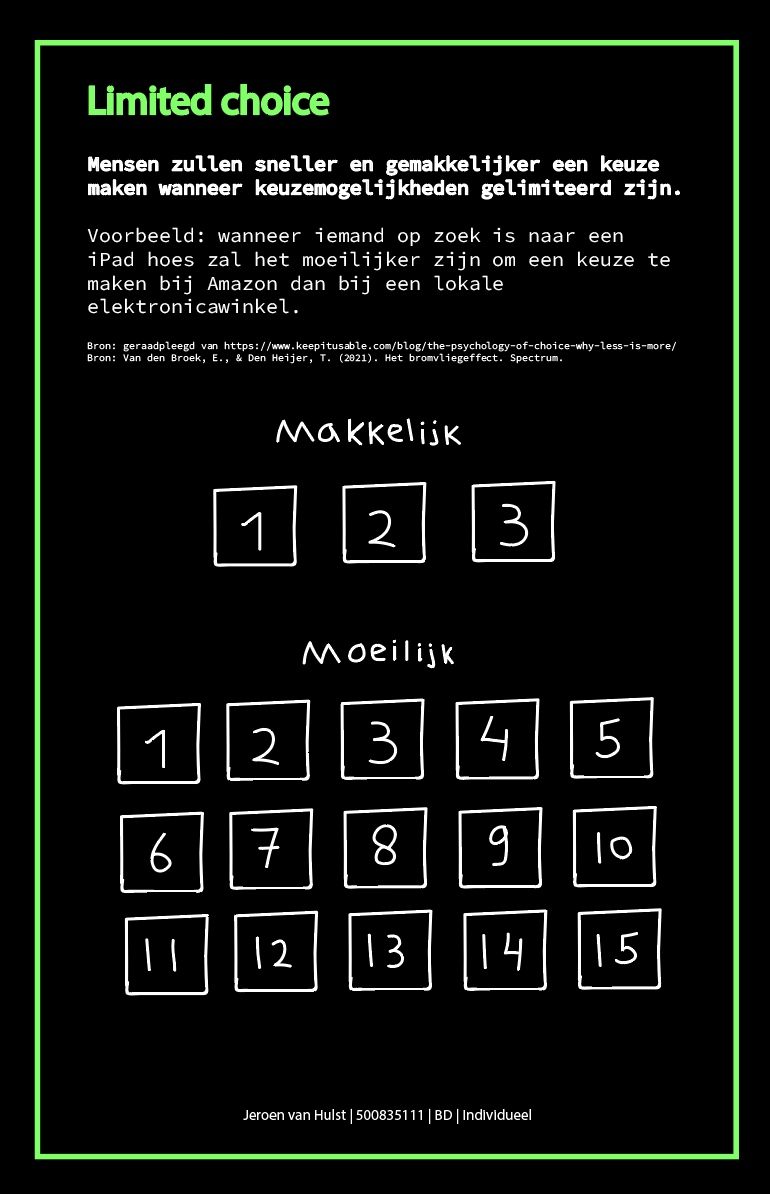 Limited choice
Mensen zullen sneller en gemakkelijker een keuze
maken wanneer keuzemogelijkheden gelimiteerd zijn.
Voorbeeld: wanneer iemand op zoek is naar een
iPad hoes zal het moeilijker zijn om een keuze te
maken bij Amazon dan bij een lokale
elektronicawinkel.
Bron: geraadpleegd van https://www.keepitusable.com/blog/the-psychology-of-choice-why-less-is-more/
Bron: Van den Broek, E., & Den Heijer, T. (2021). Het bromvliegeffect. Spectrum.
Makkelijk
1 2 3
Moeilijk
1 2 3 4 5
6 7 8 9 10
11 12 13 14 15
Jeroen van Hulst | 500835111 | BD | Individueel